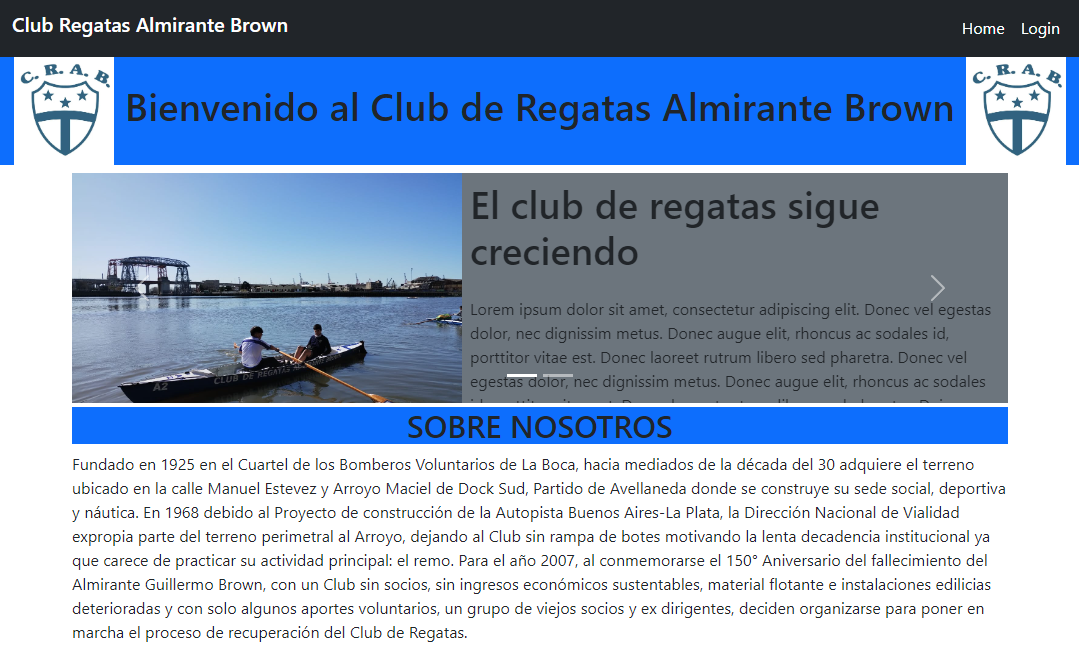 Club Regatas Almirante Brown
Home Login
C. R. A. B.
Bienvenido al Club de Regatas Almirante Brown
C. R. A. B.
El club de regatas sigue
creciendo
Lorem ipsum dolor sit amet, consectetur adipiscing elit. Donec vel egestas
dolor, nec dignissim metus. Donec augue elit, rhoncus ac sodales id,
porttitor vitae est. Donec laoreet rutrum libero sed pharetra. Donec vel
egestas dolor, nec dignissim metus. Donec augue elit, rhoncus ac sodales
A2 CLUB DE REGATAS
SOBRE NOSOTROS
Fundado en 1925 en el Cuartel de los Bomberos Voluntarios de La Boca, hacia mediados de la década del 30 adquiere el terreno
ubicado en la calle Manuel Estevez y Arroyo Maciel de Dock Sud, Partido de Avellaneda donde se construye su sede social, deportiva
y náutica. En 1968 debido al Proyecto de construcción de la Autopista Buenos Aires-La Plata, la Dirección Nacional de Vialidad
expropia parte del terreno perimetral al Arroyo, dejando al Club sin rampa de botes motivando la lenta decadencia institucional ya
que carece de practicar su actividad principal: el remo. Para el año 2007, al conmemorarse el 150° Aniversario del fallecimiento del
Almirante Guillermo Brown, con un Club sin socios, sin ingresos económicos sustentables, material flotante e instalaciones edilicias
deterioradas y con solo algunos aportes voluntarios, un grupo de viejos socios y ex dirigentes, deciden organizarse para poner en
marcha el proceso de recuperación del Club de Regatas.